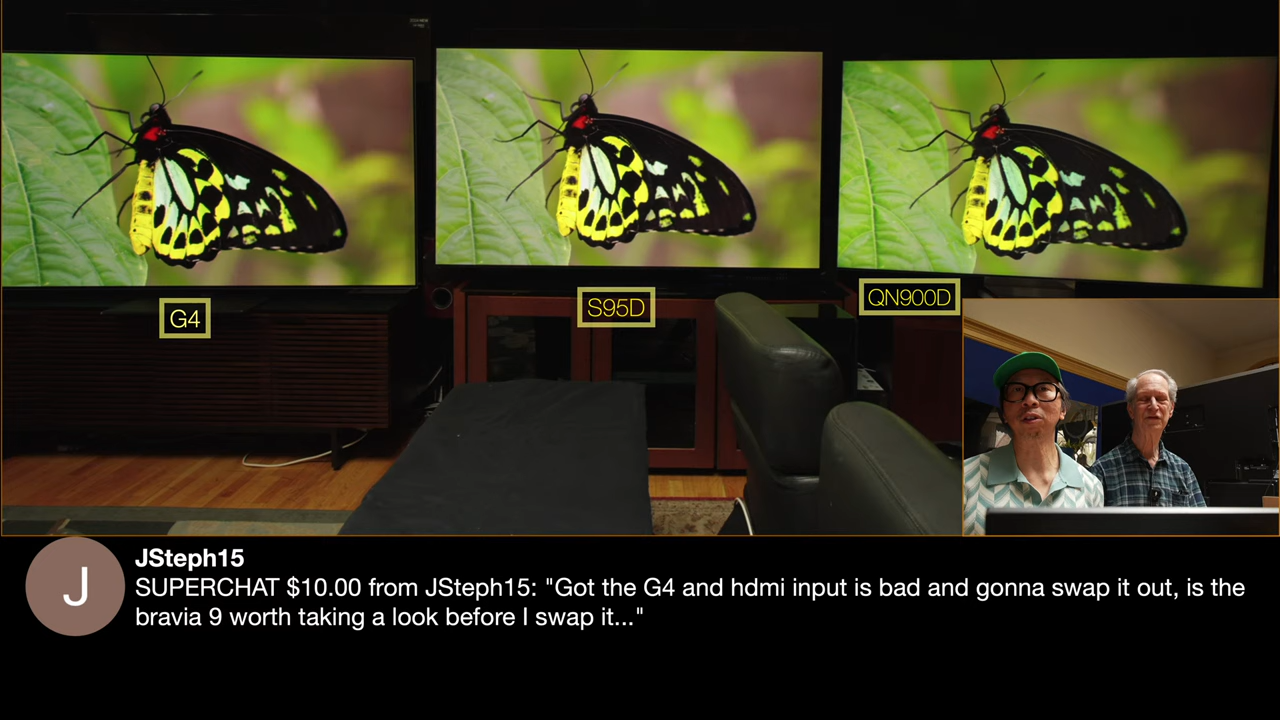 G4
S95D
QN900D
J
JSteph15
SUPERCHAT $10.00 from JSteph15: "Got the G4 and hdmi input is bad and gonna swap it out, is the
bravia 9 worth taking a look before I swap it..."